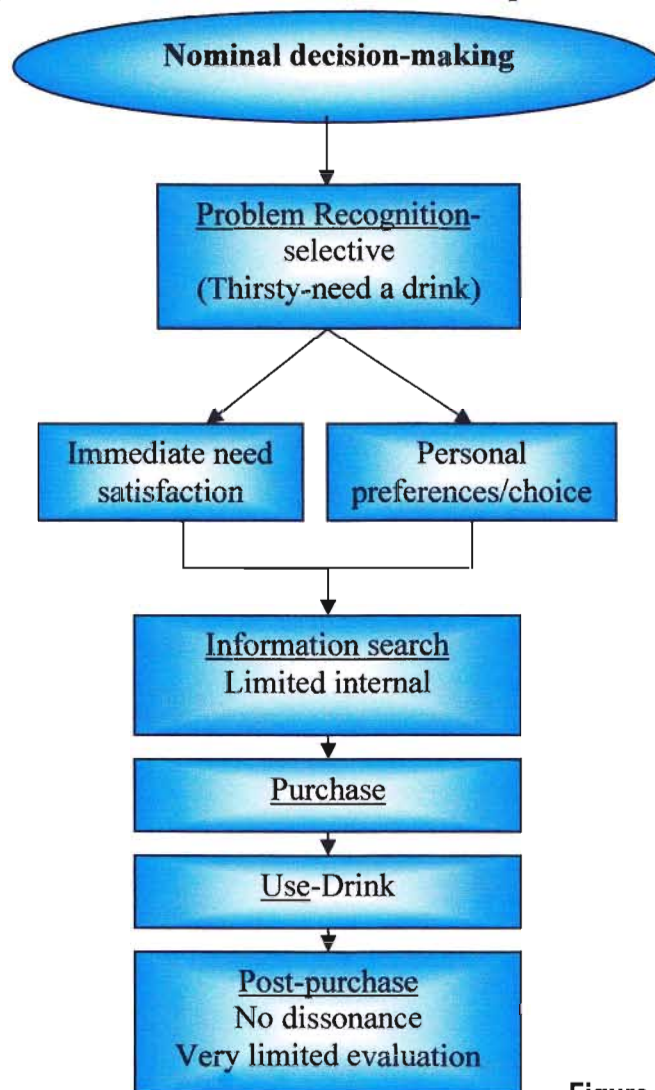 Nominal decision-making
Problem Recognition-
selective
(Thirsty-need a drink)
Immediate need
satisfaction
Personal
preferences/choice
Information search
Limited internal
Purchase
Use-Drink
Post-purchase
No dissonance
Very limited evaluation
Figure